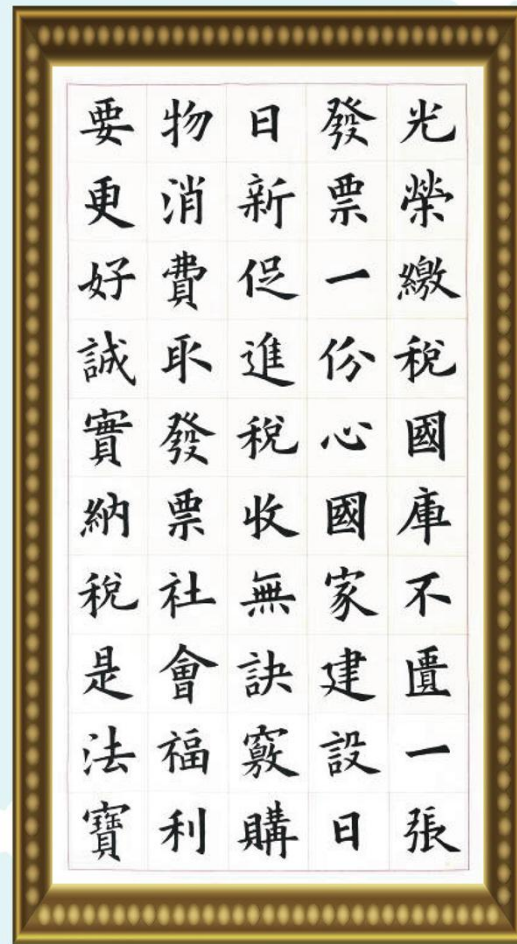 光榮繳稅國庫不匱一張
發票一份心國家建設日
日新促進稅收無訣竅購
物消費取發票社會福利
要更好誠實納稅是法寶